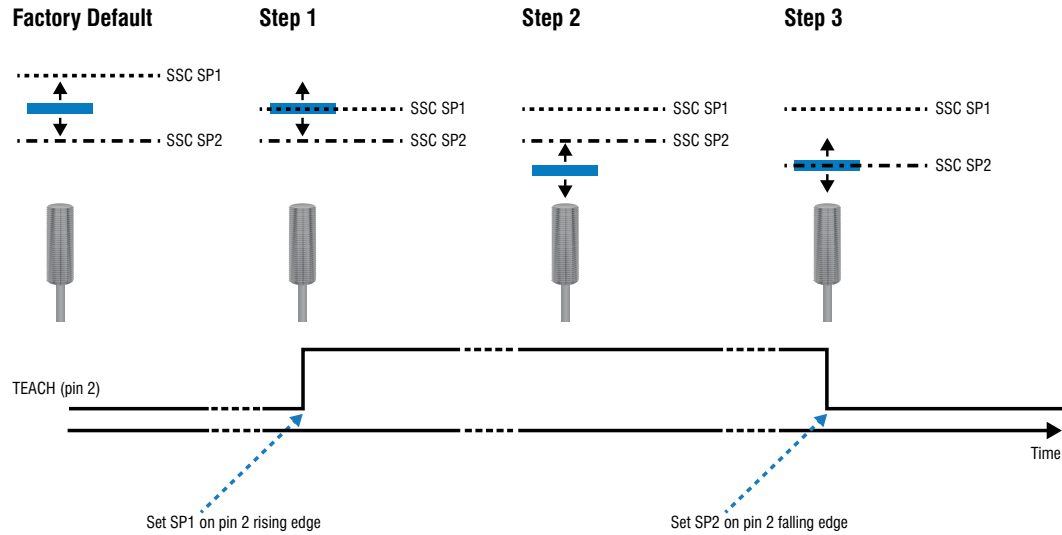 Factory Default
Step 1
Step 2
Step 3
SSC SP1
SSC SP2
SSC SP1
SSC SP2
SSC SP1
SSC SP2
SSC SP1
SSC SP2
TEACH (pin 2)
Time
Set SP1 on pin 2 rising edge
Set SP2 on pin 2 falling edge